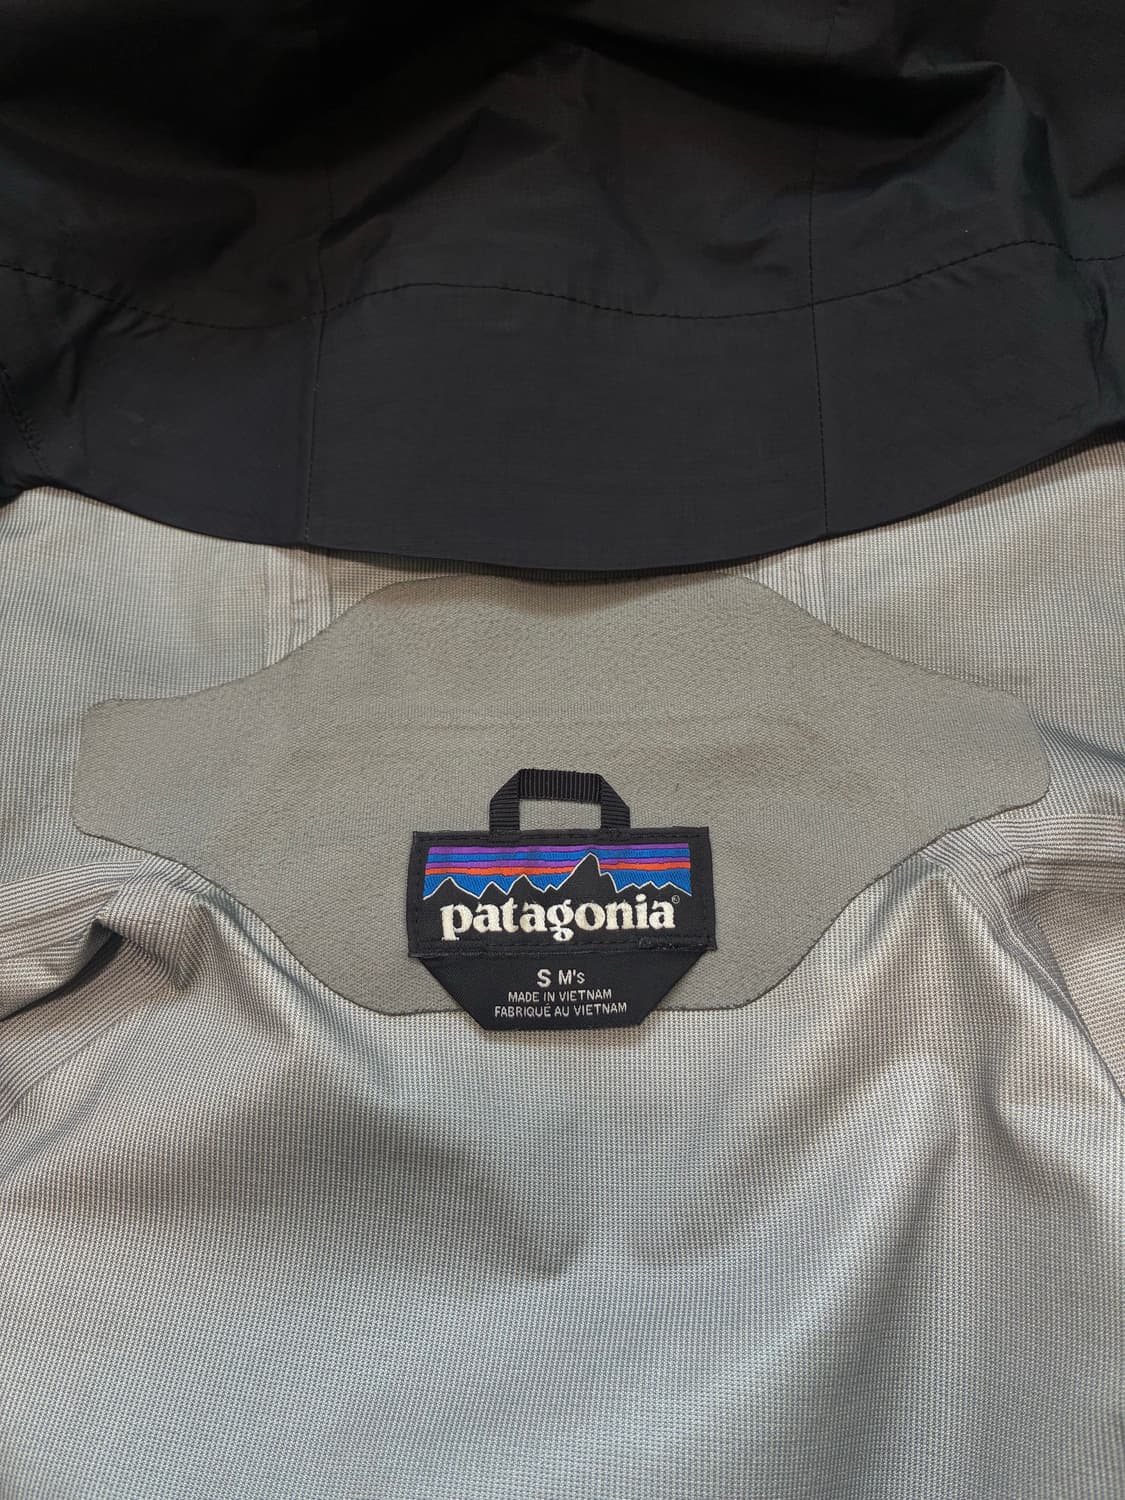 patagonia®
S M's
MADE IN VIETNAM
FABRIQUÉ AU VIETNAM